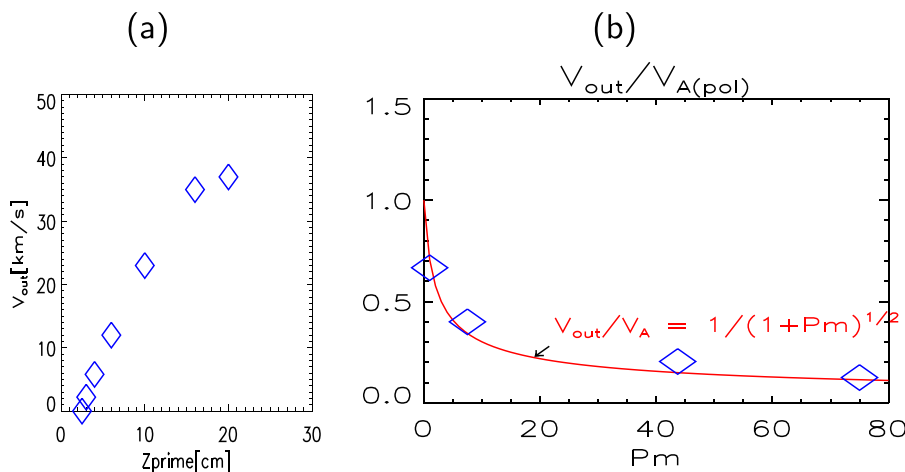 (a)
(b)
50
40
30
20
10
0
V_out[km/s]
0 10 20 30
Zprime[cm]
V_out/V_A(pol)
1.5
1.0
0.5
0.0
V_out/V_A = 1/(1+Pm)^1/2
0 20 40 60 80
Pm